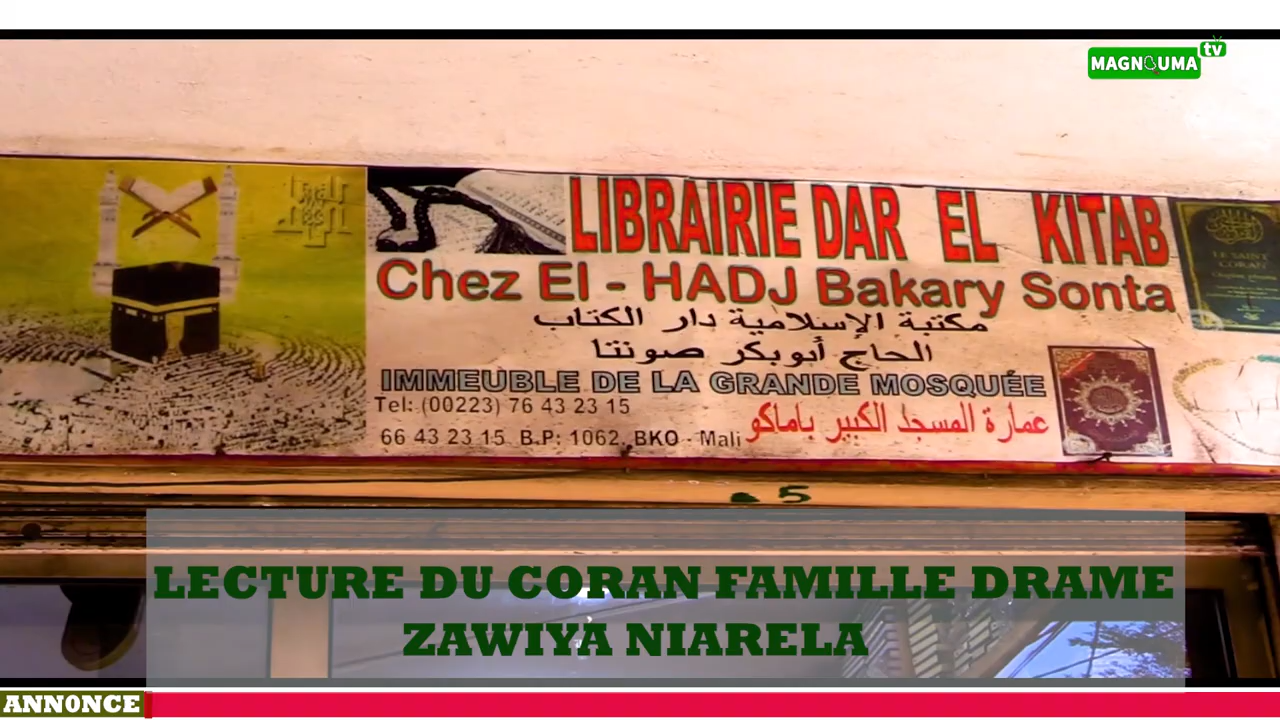 MAGNOUMA tv
LIBRAIRIE DAR EL KITAB
Chez El - HADJ Bakary Sonta
مكتبة الإسلامية دار الكتاب
الحاج أبوبكر صونتا
IMMEUBLE DE LA GRANDE MOSQUÉE
Tel: (00223) 76 43 23 15
66 43 23 15 B.P: 1062, BKO - Mali
عمارة المسجد الكبير باماكو
LE SAINT
CORAN
5
LECTURE DU CORAN FAMILLE DRAME
ZAWIYA NIARELA
ANNONCE